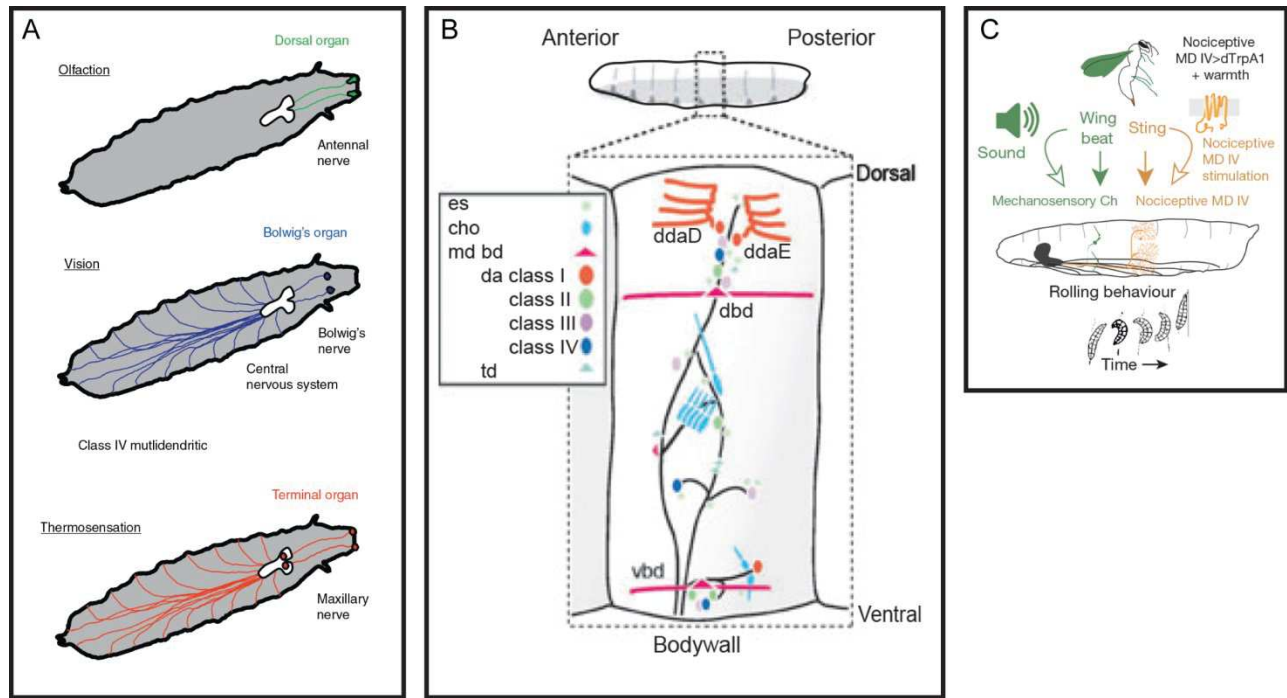 A
Dorsal organ
Olfaction
Antennal
nerve
Bolwig's organ
Vision
Bolwig's
nerve
Central
nervous system
Class IV mutlidendritic
Terminal organ
Thermosensation
Maxillary
nerve
B
Anterior
Posterior
Dorsal
es
cho
md bd
da class I
class II
class III
class IV
td
ddaD
ddaE
dbd
vbd
Ventral
Bodywall
C
Nociceptive
MD IV>dTrpA1
+ warmth
Sound
Wing
beat
Sting
Nociceptive
MD IV
stimulation
Mechanosensory Ch
Nociceptive MD IV
Rolling behaviour
Time